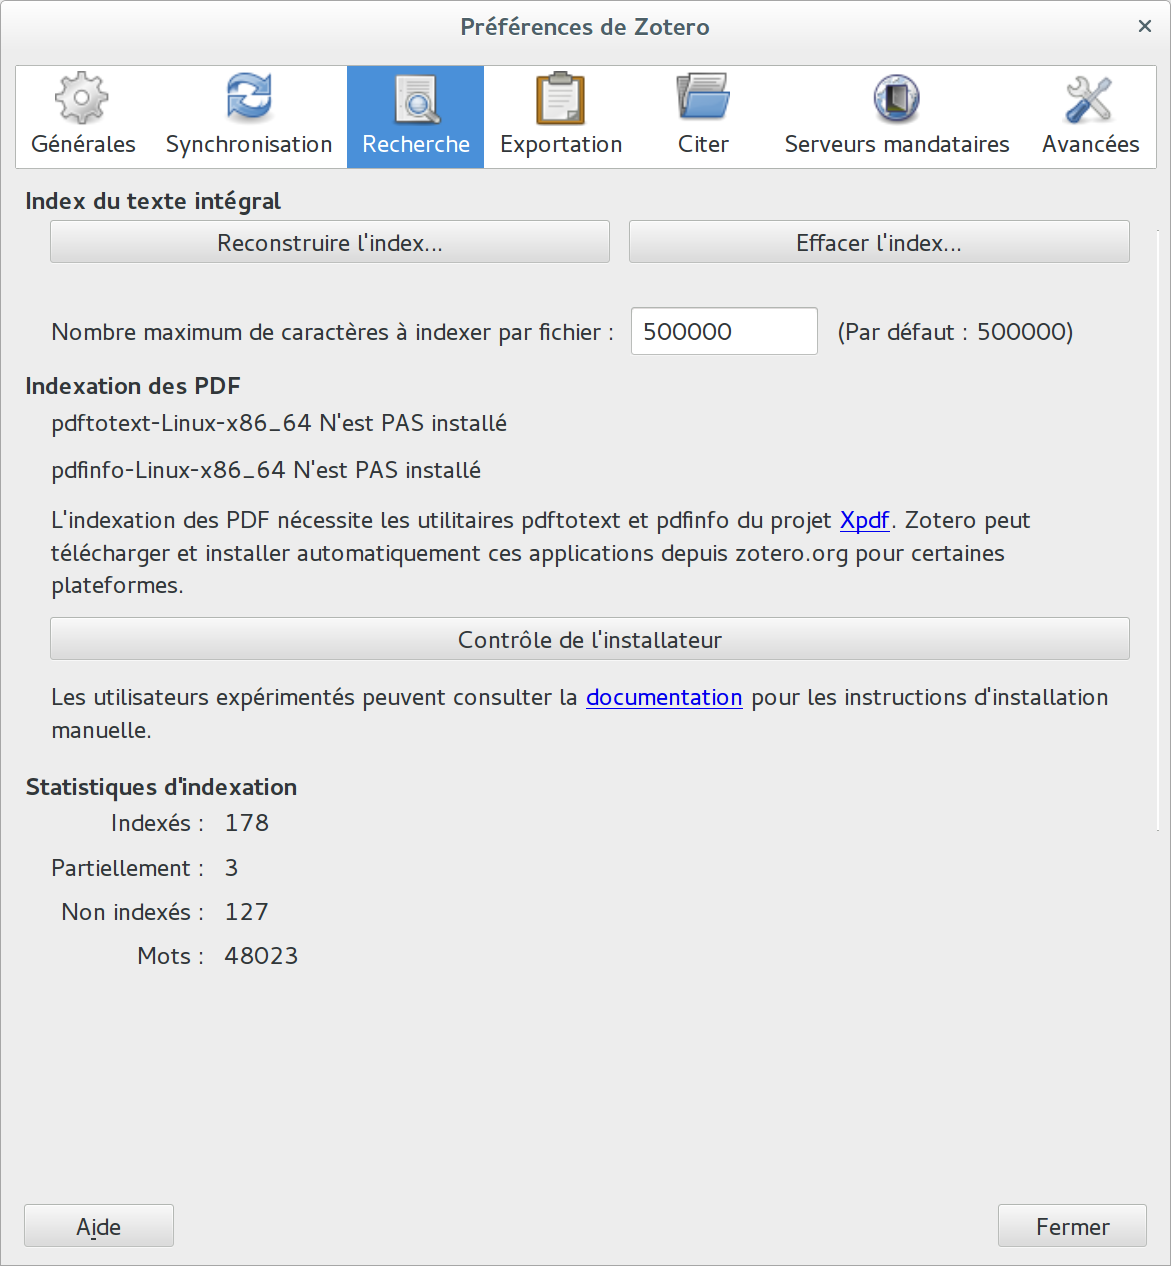 Préférences de Zotero
Générales Synchronisation Recherche Exportation Citer Serveurs mandataires Avancées
Index du texte intégral
Reconstruire l'index... Effacer l'index...
Nombre maximum de caractères à indexer par fichier : 500000 (Par défaut : 500000)
Indexation des PDF
pdftotext-Linux-x86_64 N'est PAS installé
pdfinfo-Linux-x86_64 N'est PAS installé
L'indexation des PDF nécessite les utilitaires pdftotext et pdfinfo du projet Xpdf. Zotero peut
télécharger et installer automatiquement ces applications depuis zotero.org pour certaines
plateformes.
Contrôle de l'installateur
Les utilisateurs expérimentés peuvent consulter la documentation pour les instructions d'installation
manuelle.
Statistiques d'indexation
Indexés : 178
Partiellement : 3
Non indexés : 127
Mots : 48023
Aide Fermer